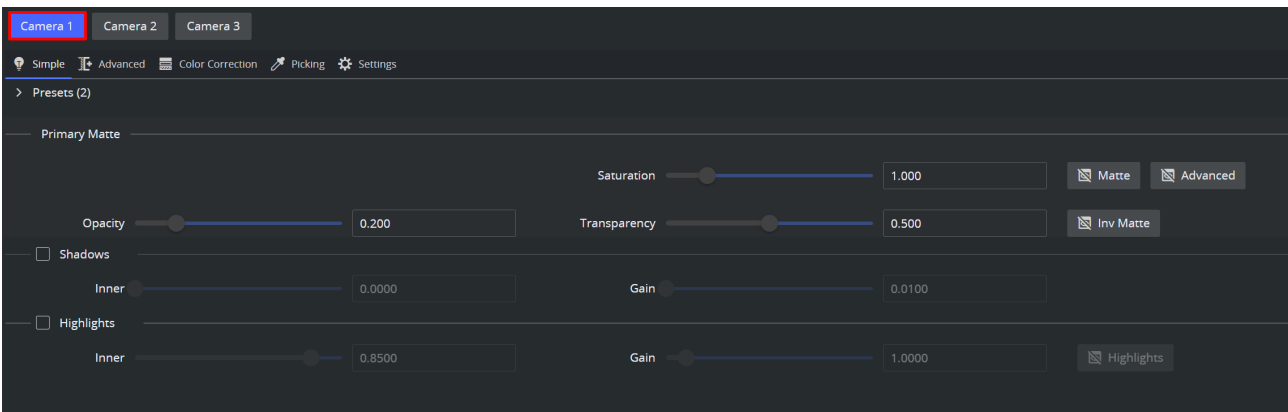 Camera 1 Camera 2 Camera 3
Simple Advanced Color Correction Picking Settings
Presets (2)
Primary Matte
Saturation 1.000 Matte Advanced
Opacity 0.200 Transparency 0.500 Inv Matte
Shadows
Inner 0.0000 Gain 0.0100
Highlights
Inner 0.8500 Gain 1.0000 Highlights